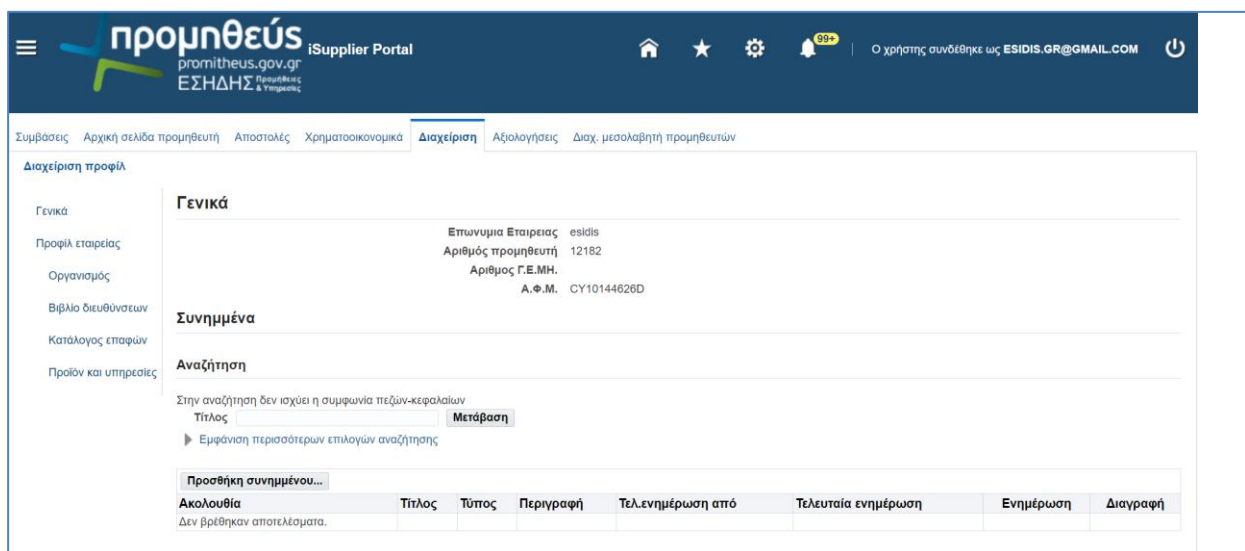 προμηθεύς
iSupplier Portal
promitheus.gov.gr
ΕΣΗΔΗΣ Προμήθειες & Υπηρεσίες
99+
Ο χρήστης συνδέθηκε ως ESIDIS.GR@GMAIL.COM
Συμβάσεις Αρχική σελίδα προμηθευτή Αποστολές Χρηματοοικονομικά Διαχείριση Αξιολογήσεις Διαχ. μεσολαβητή προμηθευτών
Διαχείριση προφίλ
Γενικά
Προφίλ εταιρείας
Οργανισμός
Βιβλίο διευθύνσεων
Κατάλογος επαφών
Προϊόν και υπηρεσίες
Γενικά
Επωνυμια Εταιρειας esidis
Αριθμός προμηθευτή 12182
Αριθμος Γ.Ε.ΜΗ.
Α.Φ.Μ. CY10144626D
Συνημμένα
Αναζήτηση
Στην αναζήτηση δεν ισχύει η συμφωνία πεζών-κεφαλαίων
Τίτλος Μετάβαση
Εμφάνιση περισσότερων επιλογών αναζήτησης
Προσθήκη συνημμένου...
Ακολουθία Τίτλος Τύπος Περιγραφή Τελ.ενημέρωση από Τελευταία ενημέρωση Ενημέρωση Διαγραφή
Δεν βρέθηκαν αποτελέσματα.